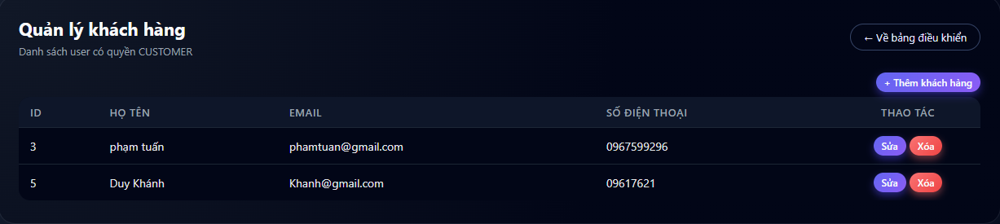 Quản lý khách hàng
Danh sách user có quyền CUSTOMER
← Về bảng điều khiển
+ Thêm khách hàng
ID HỌ TÊN EMAIL SỐ ĐIỆN THOẠI THAO TÁC
3 phạm tuấn phamtuan@gmail.com 0967599296 Sửa Xóa
5 Duy Khánh Khanh@gmail.com 09617621 Sửa Xóa